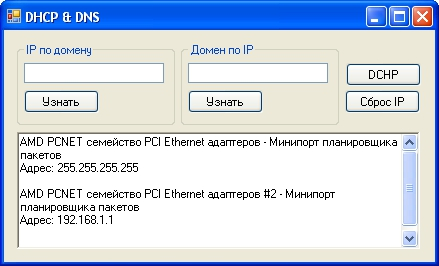 DHCP & DNS
IP по домену
Домен по IP
Узнать
Узнать
DCHP
Сброс IP
AMD PCNET семейство PCI Ethernet адаптеров - Минипорт планировщика
пакетов
Адрес: 255.255.255.255
AMD PCNET семейство PCI Ethernet адаптеров #2 - Минипорт
планировщика пакетов
Адрес: 192.168.1.1